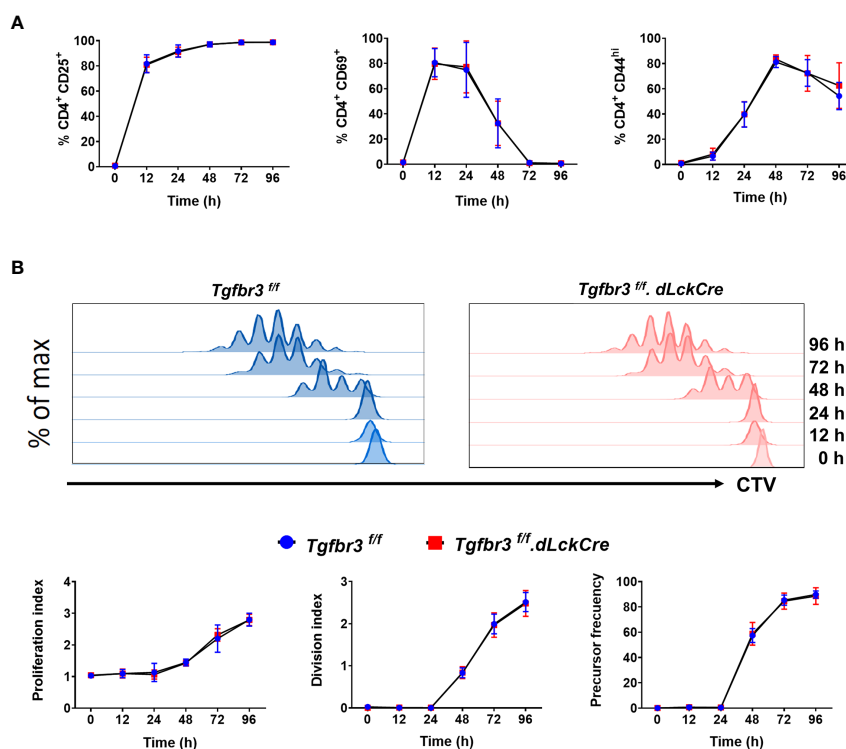 A
% CD4+ CD25+
100
80
60
40
20
0
0 12 24 48 72 96
Time (h)
% CD4+ CD69+
100
80
60
40
20
0
0 12 24 48 72 96
Time (h)
% CD4+ CD44hi
100
80
60
40
20
0
0 12 24 48 72 96
Time (h)
B
Tgfbr3 f/f
Tgfbr3 f/f. dLckCre
% of max
96 h
72 h
48 h
24 h
12 h
0 h
CTV
Tgfbr3 f/f
Tgfbr3 f/f.dLckCre
Proliferation index
4
3
2
1
0
0 12 24 48 72 96
Time (h)
Division index
3
2
1
0
0 12 24 48 72 96
Time (h)
Precursor frecuency
100
80
60
40
20
0
0 12 24 48 72 96
Time (h)